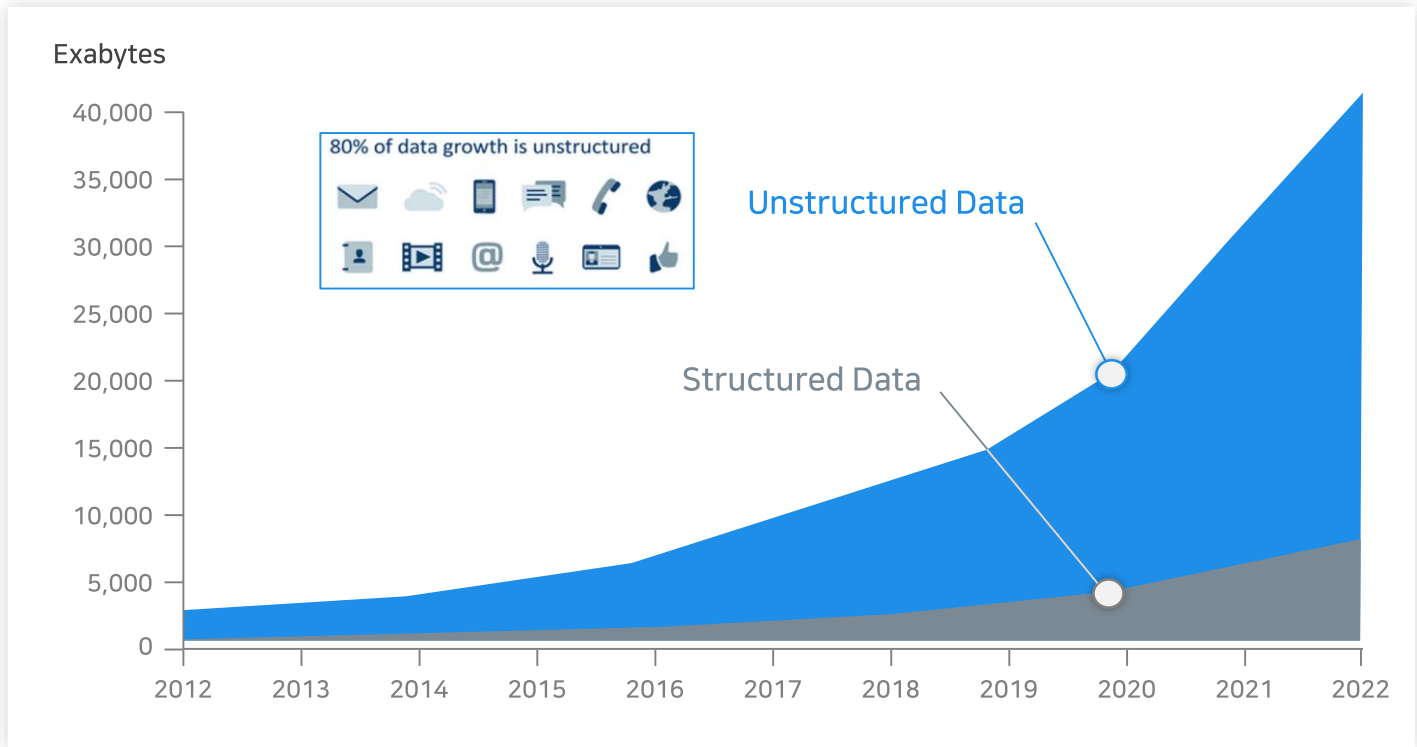 Exabytes
40,000
35,000
30,000
25,000
20,000
15,000
10,000
5,000
0
80% of data growth is unstructured
@
Unstructured Data
Structured Data
2012 2013 2014 2015 2016 2017 2018 2019 2020 2021 2022